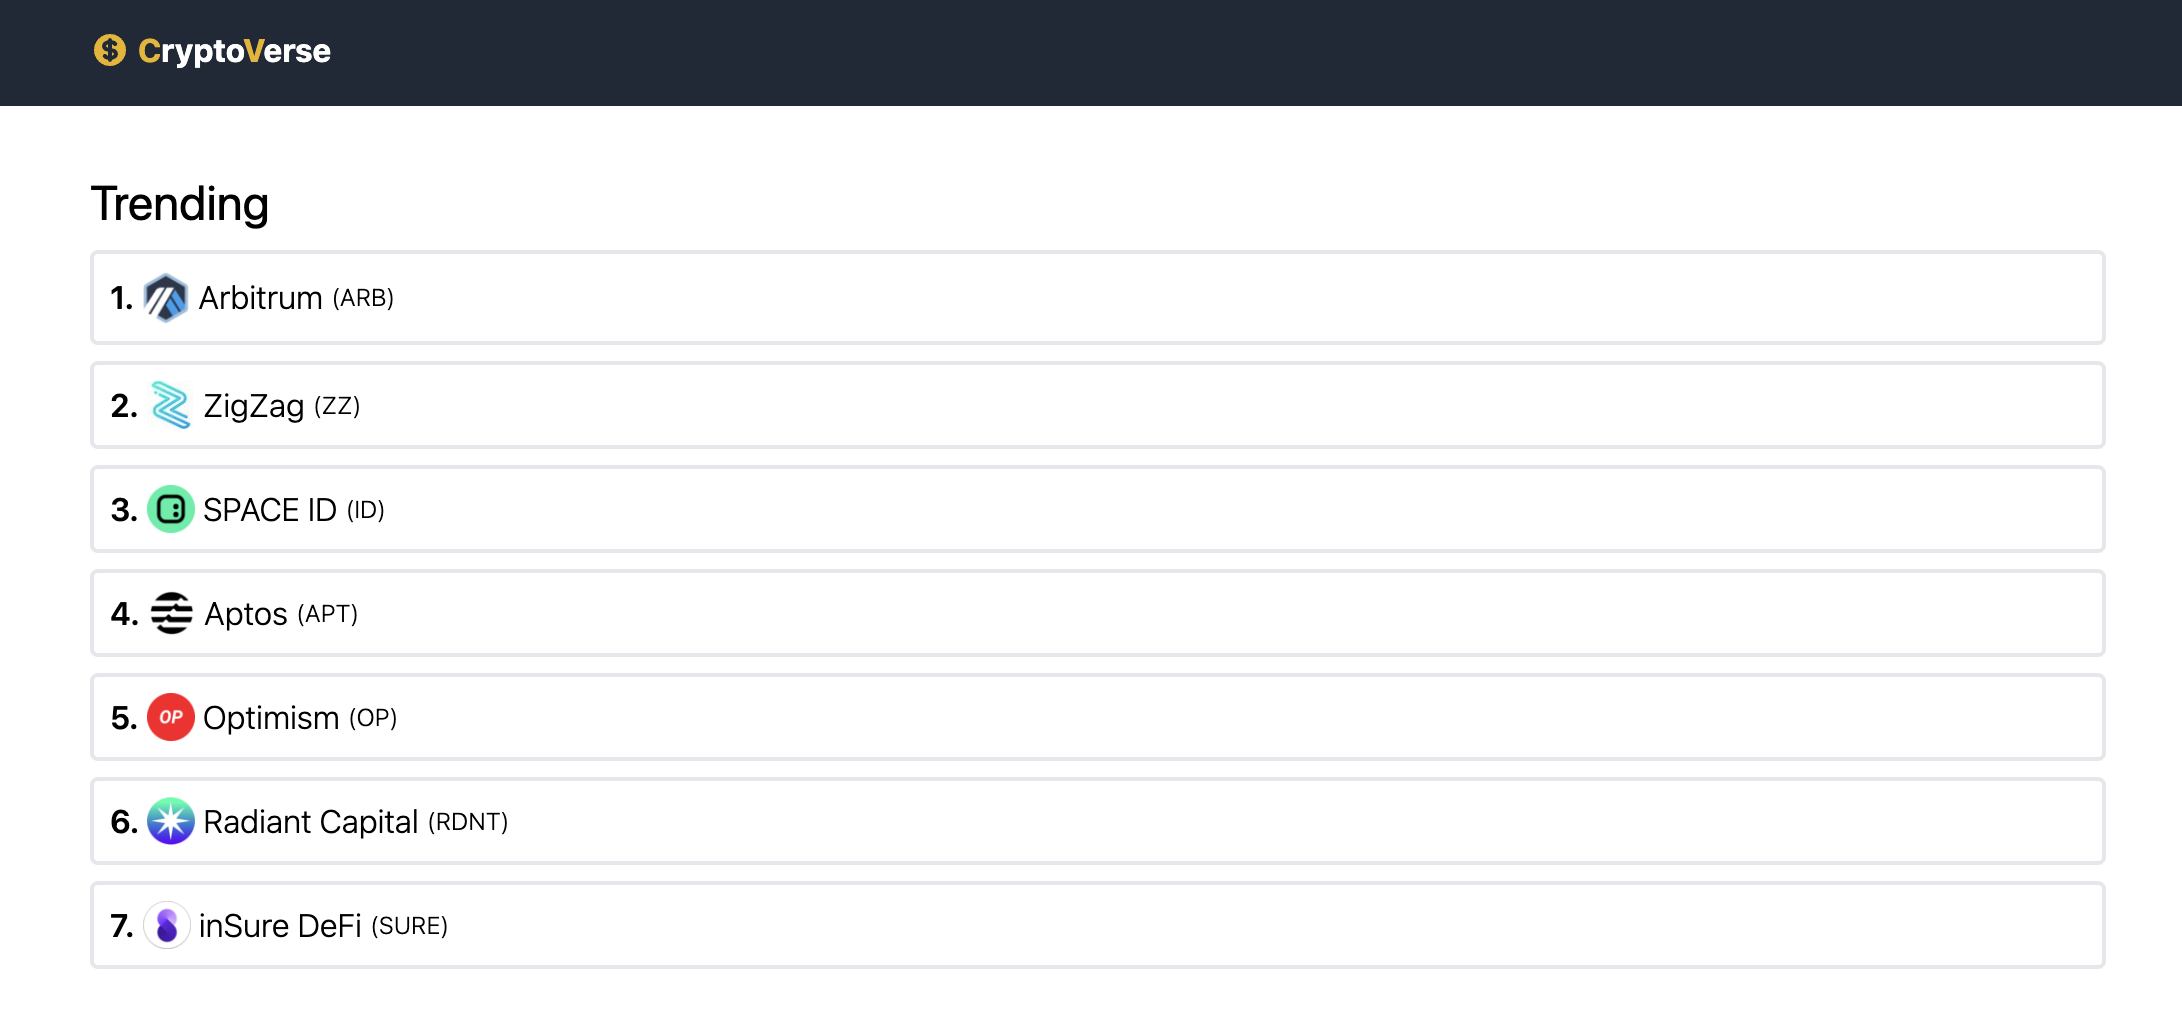 CryptoVerse
Trending
1. Arbitrum (ARB)
2. ZigZag (ZZ)
3. SPACE ID (ID)
4. Aptos (APT)
5. OP Optimism (OP)
6. Radiant Capital (RDNT)
7. inSure DeFi (SURE)